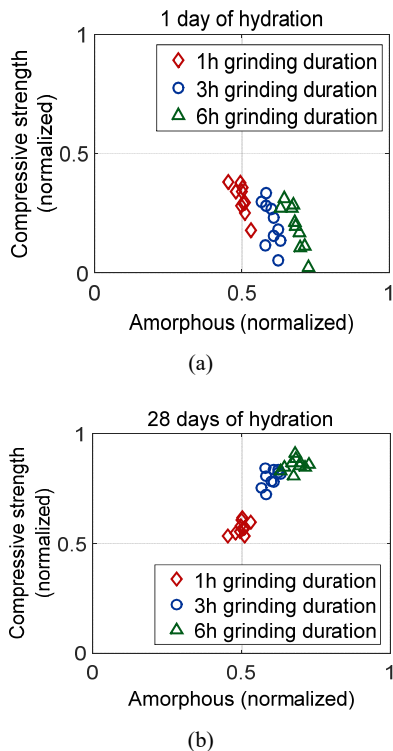 1 day of hydration
1
0.5
0
Compressive strength
(normalized)
1h grinding duration
3h grinding duration
6h grinding duration
0
0.5
1
Amorphous (normalized)
(a)
28 days of hydration
1
0.5
0
Compressive strength
(normalized)
1h grinding duration
3h grinding duration
6h grinding duration
0
0.5
1
Amorphous (normalized)
(b)